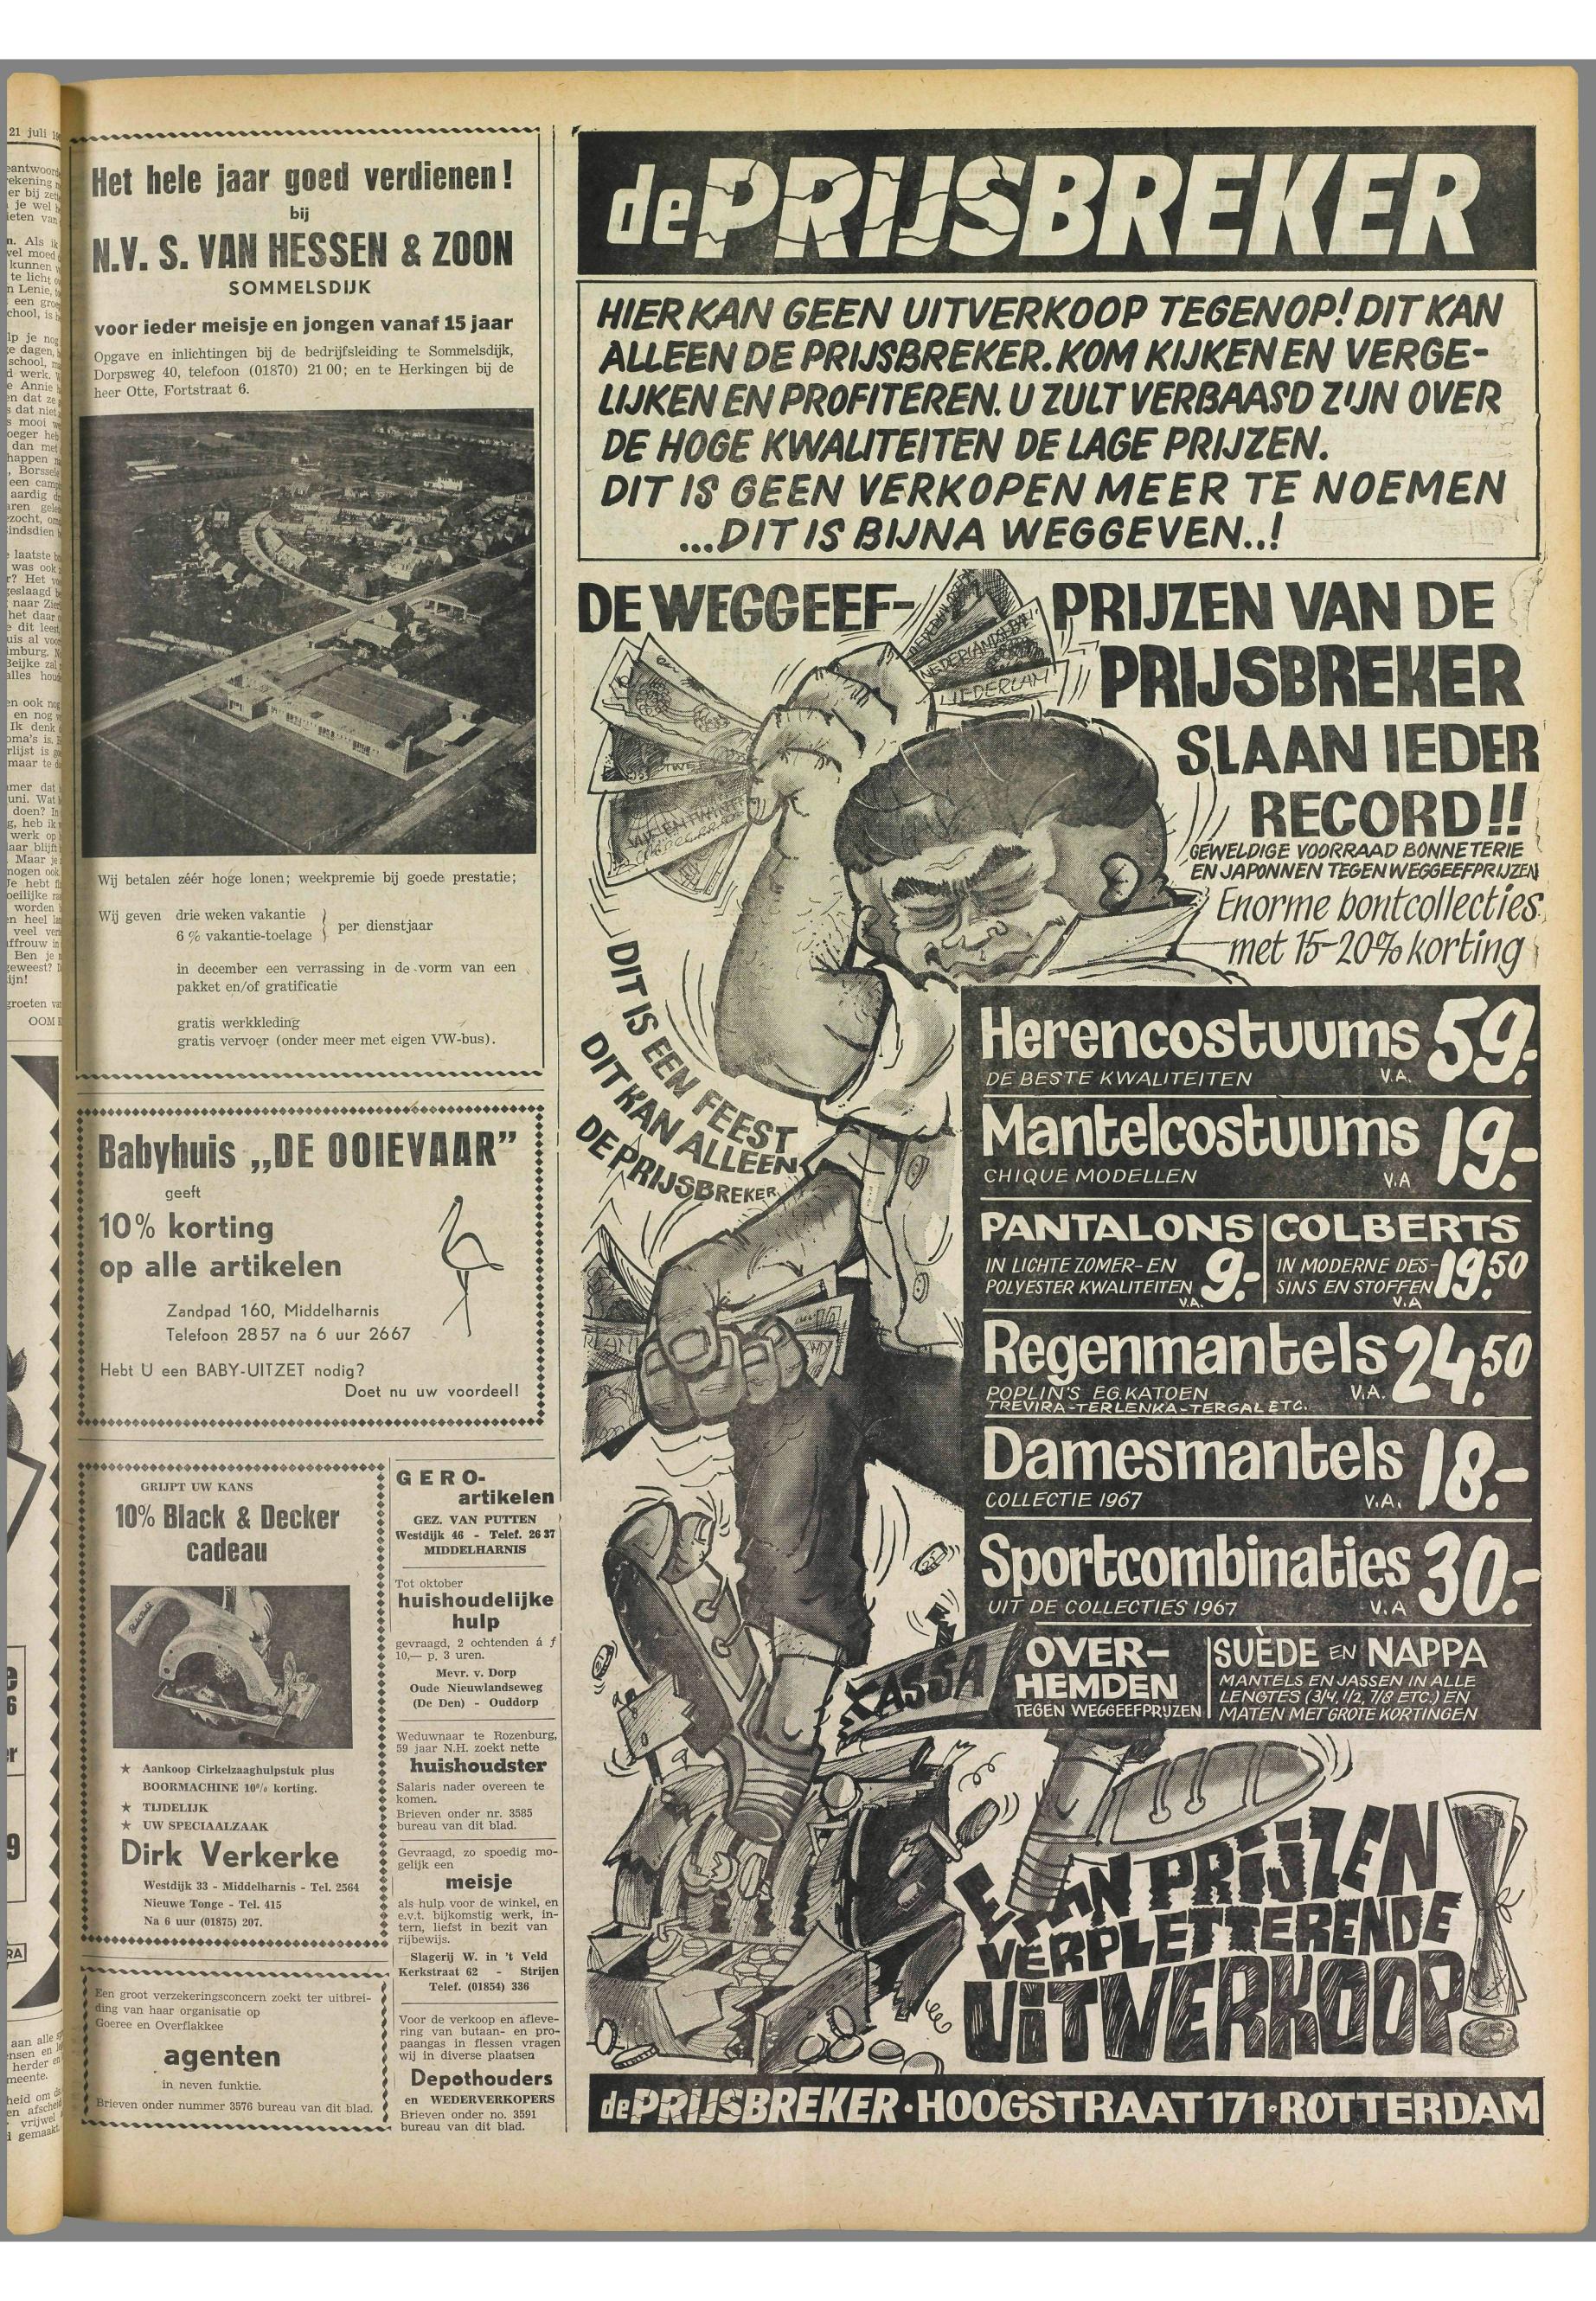 21 juli
Het hele jaar goed verdienen!
bij
N.V. S. VAN HESSEN & ZOON
SOMMELSDIJK
voor ieder meisje en jongen vanaf 15 jaar
Opgave en inlichtingen bij de bedrijfsleiding te Sommelsdijk,
Dorpsweg 40, telefoon (01870) 21 00; en te Herkingen bij de
heer Otte, Fortstraat 6.
Wij betalen zéér hoge lonen; weekpremie bij goede prestatie;
Wij geven drie weken vakantie
6 % vakantie-toelage } per dienstjaar
in december een verrassing in de vorm van een
pakket en/of gratificatie
gratis werkkleding
gratis vervoer (onder meer met eigen VW-bus).
Babyhuis „DE OOIEVAAR”
geeft
10% korting
op alle artikelen
Zandpad 160, Middelharnis
Telefoon 2857 na 6 uur 2667
Hebt U een BABY-UITZET nodig?
Doet nu uw voordeel!
GRIJPT UW KANS
10% Black & Decker
cadeau
★ Aankoop Cirkelzaaghulpstuk plus
BOORMACHINE 10% korting.
★ TIJDELIJK
★ UW SPECIAALZAAK
Dirk Verkerke
Westdijk 33 - Middelharnis - Tel. 2564
Nieuwe Tonge - Tel. 415
Na 6 uur (01875) 207.
Een groot verzekeringsconcern zoekt ter uitbrei-
ding van haar organisatie op
Goeree en Overflakkee
agenten
in neven funktie.
Brieven onder nummer 3576 bureau van dit blad.
GERO-
artikelen
GEZ. VAN PUTTEN
Westdijk 46 - Telef. 26 37
MIDDELHARNIS
Tot oktober
huishoudelijke
hulp
gevraagd, 2 ochtenden á f
10,— p. 3 uren.
Mevr. v. Dorp
Oude Nieuwlandseweg
(De Den) - Ouddorp
Weduwnaar te Rozenburg,
59 jaar N.H. zoekt nette
huishoudster
Salaris nader overeen te
komen.
Brieven onder nr. 3585
bureau van dit blad.
Gevraagd, zo spoedig mo-
gelijk een
meisje
als hulp voor de winkel, en
e.v.t. bijkomstig werk, in-
tern, liefst in bezit van
rijbewijs.
Slagerij W. in 't Veld
Kerkstraat 62 - Strijen
Telef. (01854) 336
Voor de verkoop en afleve-
ring van butaan- en pro-
paangas in flessen vragen
wij in diverse plaatsen
Depothouders
en WEDERVERKOPERS
Brieven onder no. 3591
bureau van dit blad.
de PRIJSBREKER
HIER KAN GEEN UITVERKOOP TEGENOP! DIT KAN
ALLEEN DE PRIJSBREKER. KOM KIJKEN EN VERGE-
LIJKEN EN PROFITEREN. U ZULT VERBAASD ZIJN OVER
DE HOGE KWALITEITEN DE LAGE PRIJZEN.
DIT IS GEEN VERKOPEN MEER TE NOEMEN
...DIT IS BIJNA WEGGEVEN..!
DE WEGGEEF- PRIJZEN VAN DE
PRIJSBREKER
SLAAN IEDER
RECORD!!
GEWELDIGE VOORRAAD BONNETERIE
EN JAPONNEN TEGEN WEGGEEFPRIJZEN
Enorme bontcollecties
met 15-20% korting
DIT IS EEN FEEST
DIT KAN ALLEEN
DE PRIJSBREKER
Herencostuums 59.-
DE BESTE KWALITEITEN V.A.
Mantelcostuums 19.-
CHIQUE MODELLEN V.A
PANTALONS
IN LICHTE ZOMER- EN
POLYESTER KWALITEITEN V.A. 9.-
COLBERTS
IN MODERNE DES-
SINS EN STOFFEN V.A 19.50
Regenmantels 24.50
POPLIN'S EG. KATOEN V.A.
TREVIRA-TERLENKA-TERGAL ETC.
Damesmantels 18.-
COLLECTIE 1967 V.A.
Sportcombinaties 30.-
UIT DE COLLECTIES 1967 V.A
OVER-
HEMDEN
TEGEN WEGGEEFPRIJZEN
SUÈDE EN NAPPA
MANTELS EN JASSEN IN ALLE
LENGTES (3/4, 1/2, 7/8 ETC.) EN
MATEN MET GROTE KORTINGEN
KASSA
EEN PRIJZEN
VERPLETTERENDE
UITVERKOOP!
de PRIJSBREKER · HOOGSTRAAT 171 · ROTTERDAM